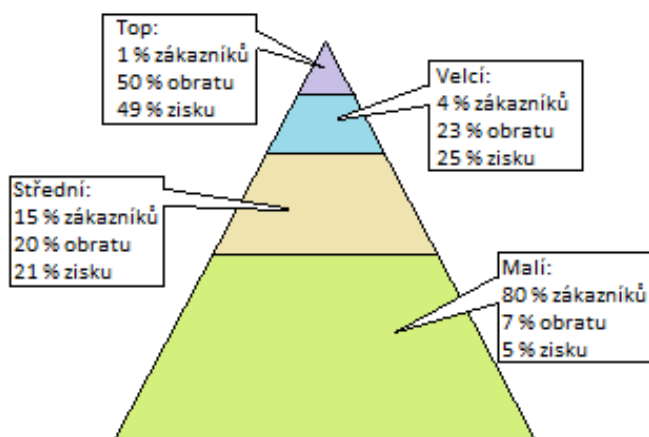 Top:
1 % zákazníků
50 % obratu
49 % zisku
Velcí:
4 % zákazníků
23 % obratu
25 % zisku
Střední:
15 % zákazníků
20 % obratu
21 % zisku
Malí:
80 % zákazníků
7 % obratu
5 % zisku